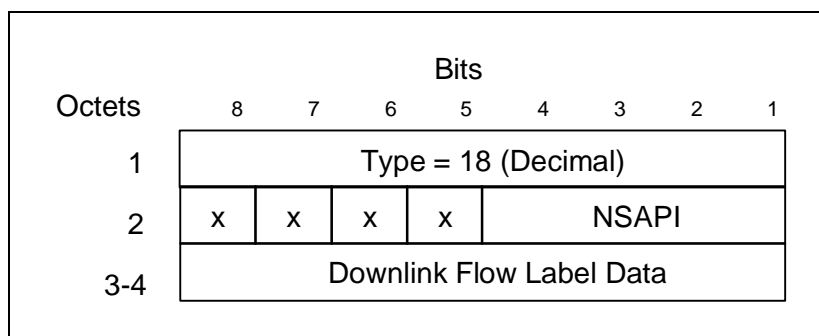 Bits
Octets 8 7 6 5 4 3 2 1
1 Type = 18 (Decimal)
2 x x x x NSAPI
3-4 Downlink Flow Label Data